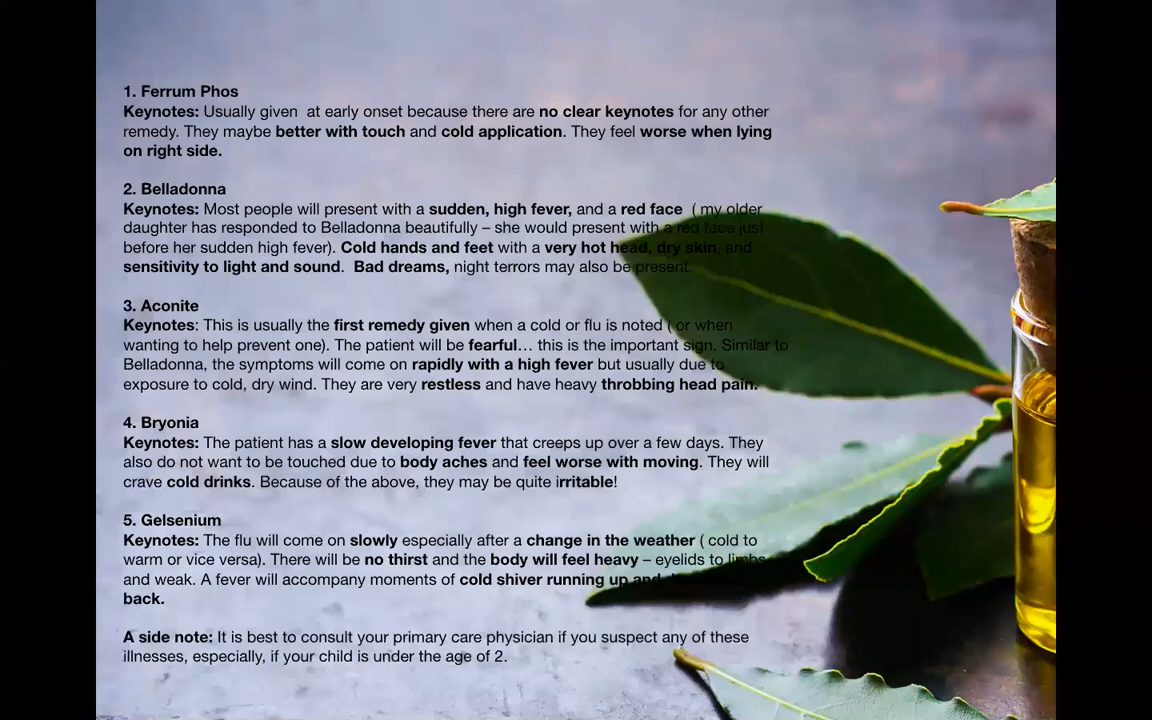 1. Ferrum Phos
Keynotes: Usually given  at early onset because there are no clear keynotes for any other
remedy. They maybe better with touch and cold application. They feel worse when lying
on right side.
2. Belladonna
Keynotes: Most people will present with a sudden, high fever, and a red face  ( my older
daughter has responded to Belladonna beautifully – she would present with a red face just
before her sudden high fever). Cold hands and feet with a very hot head, dry skin, and
sensitivity to light and sound.  Bad dreams, night terrors may also be present.
3. Aconite
Keynotes: This is usually the first remedy given when a cold or flu is noted ( or when
wanting to help prevent one). The patient will be fearful… this is the important sign. Similar to
Belladonna, the symptoms will come on rapidly with a high fever but usually due to
exposure to cold, dry wind. They are very restless and have heavy throbbing head pain.
4. Bryonia
Keynotes: The patient has a slow developing fever that creeps up over a few days. They
also do not want to be touched due to body aches and feel worse with moving. They will
crave cold drinks. Because of the above, they may be quite irritable!
5. Gelsenium
Keynotes: The flu will come on slowly especially after a change in the weather ( cold to
warm or vice versa). There will be no thirst and the body will feel heavy – eyelids to limbs
and weak. A fever will accompany moments of cold shiver running up and
back.
A side note: It is best to consult your primary care physician if you suspect any of these
illnesses, especially, if your child is under the age of 2.